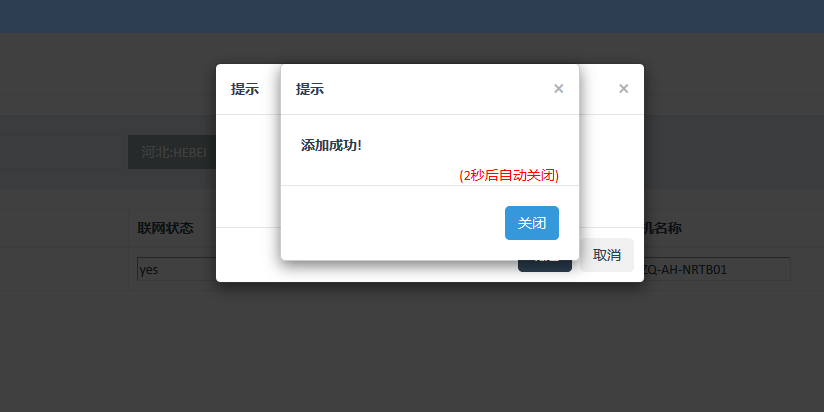 提示
×
提示
×
添加成功!
(2秒后自动关闭)
河北:HEBEI
关闭
联网状态
机名称
取消
yes
ZQ-AH-NRTB01